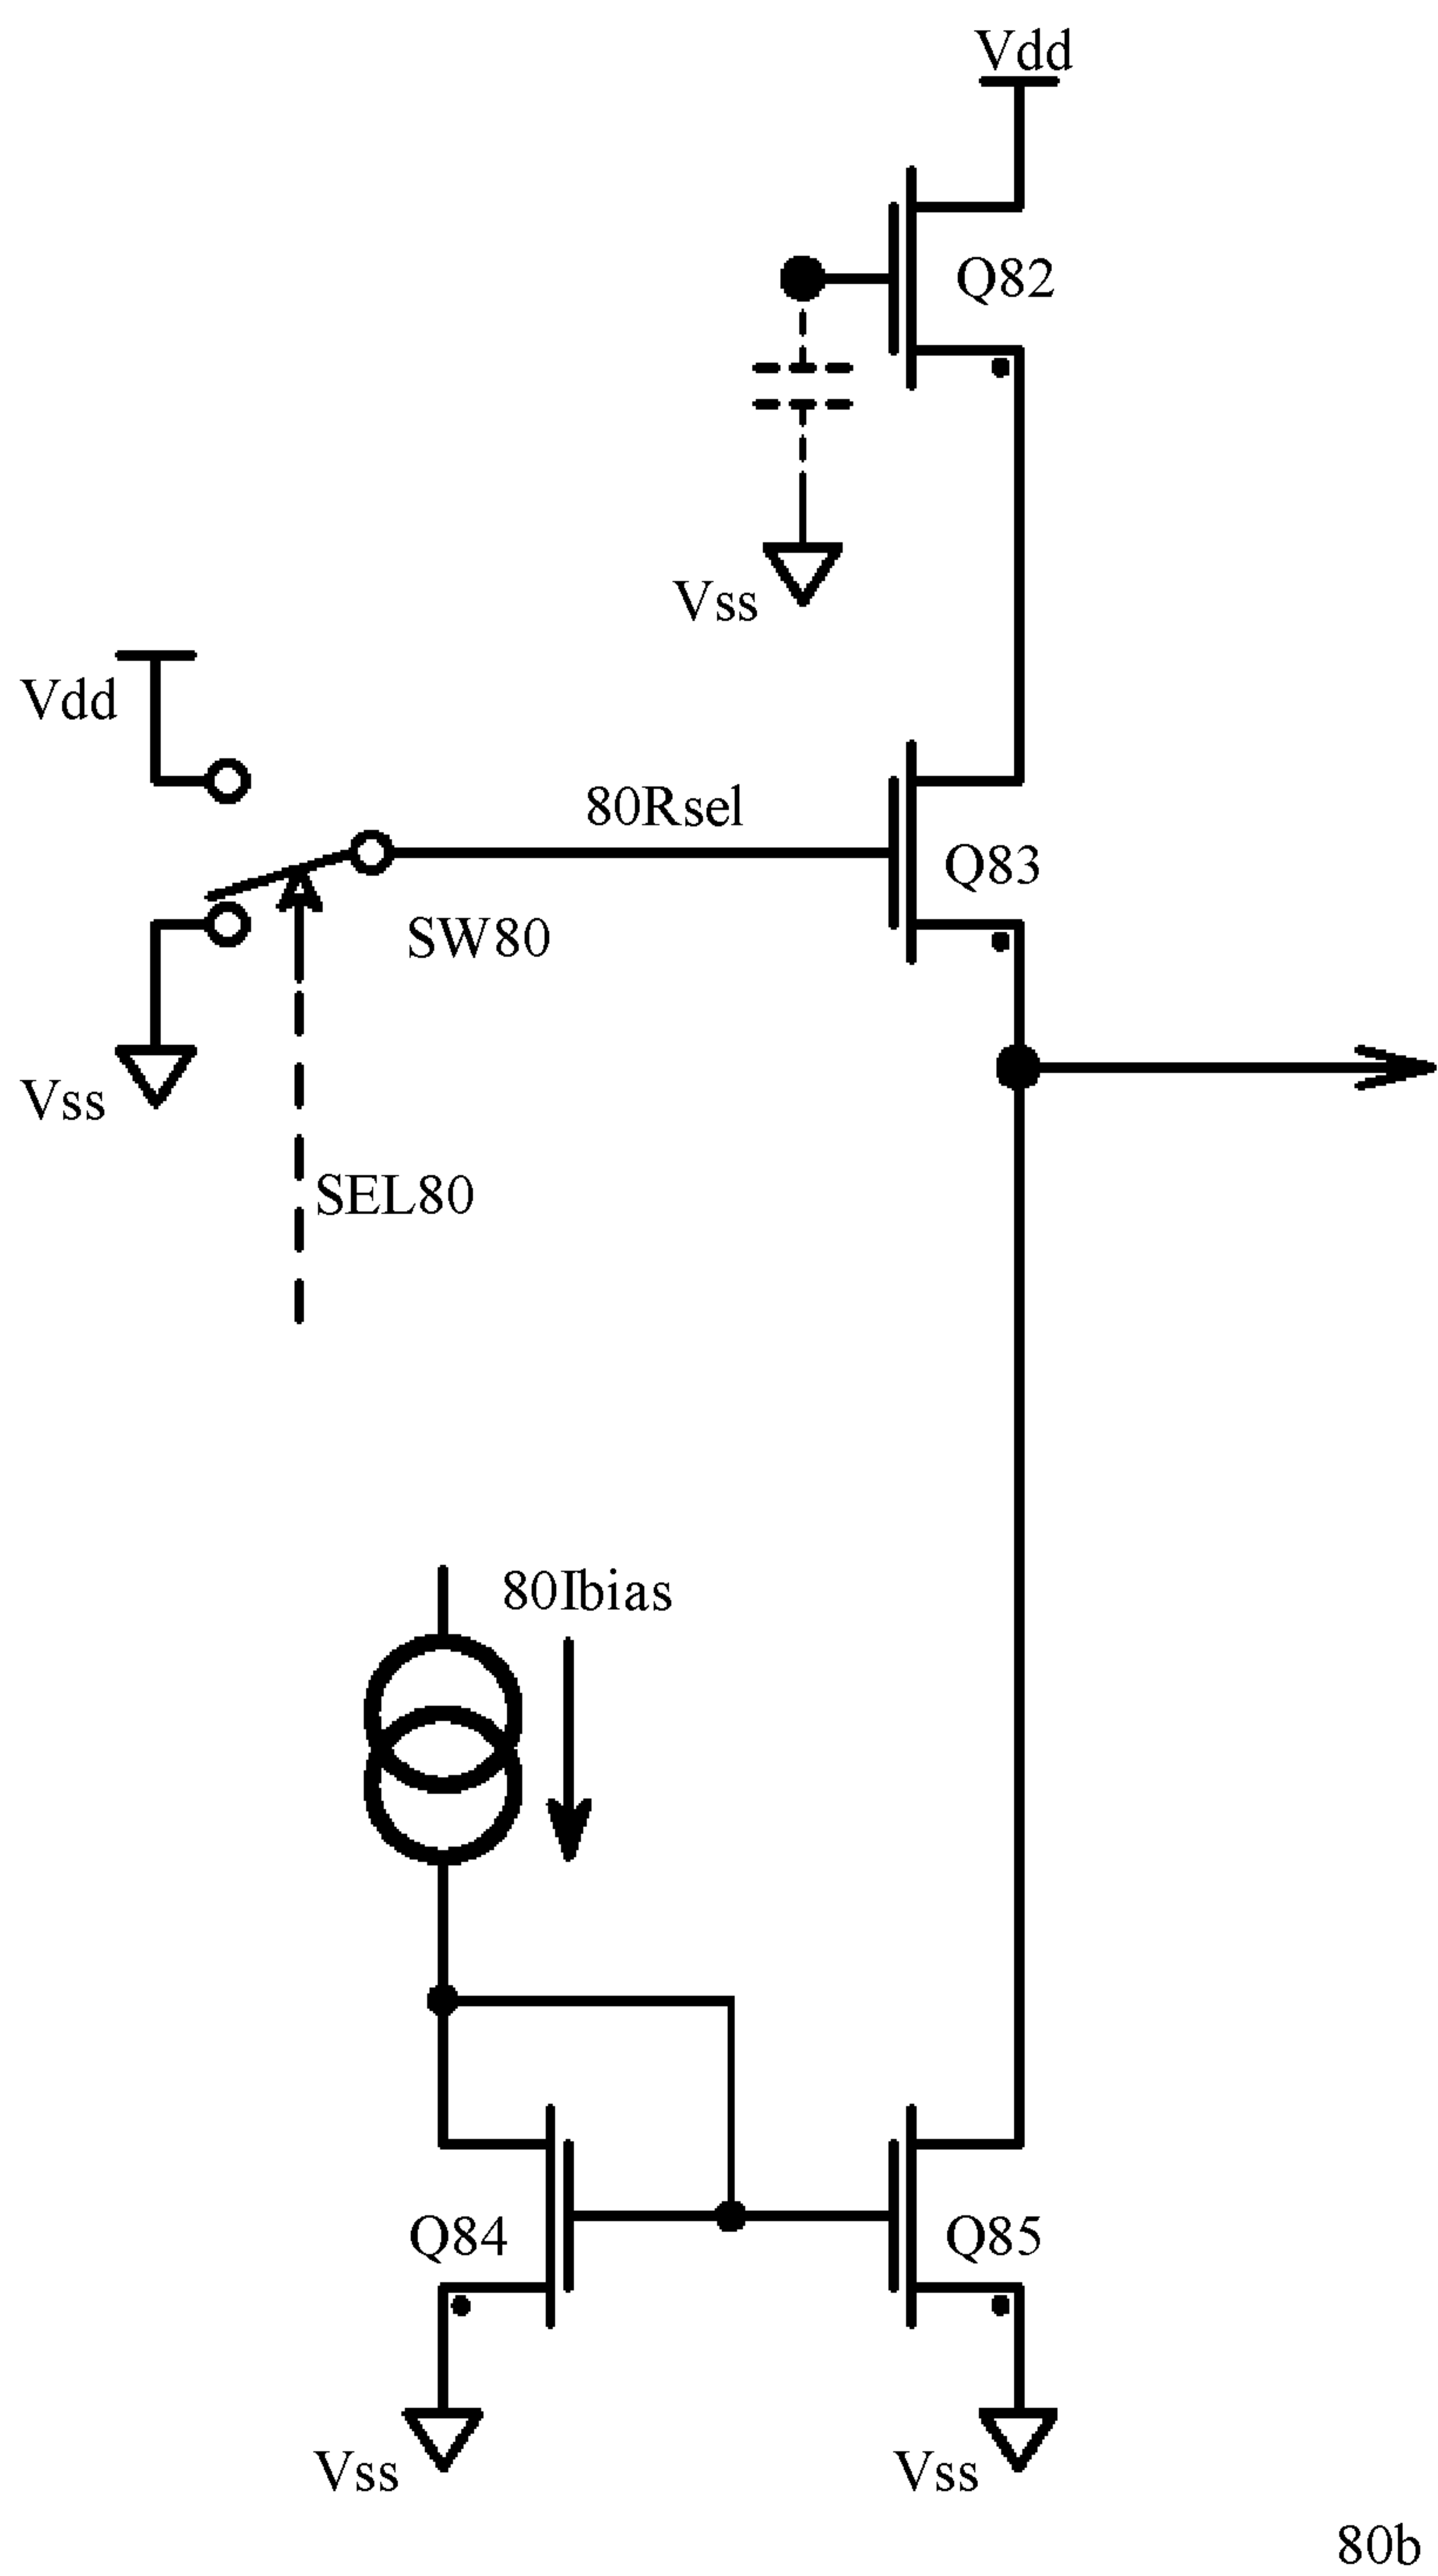 Vdd
Q82
Vss
Vdd
80Rsel
Q83
SW80
Vss
SEL80
80Ibias
Q84
Q85
Vss
Vss
80b